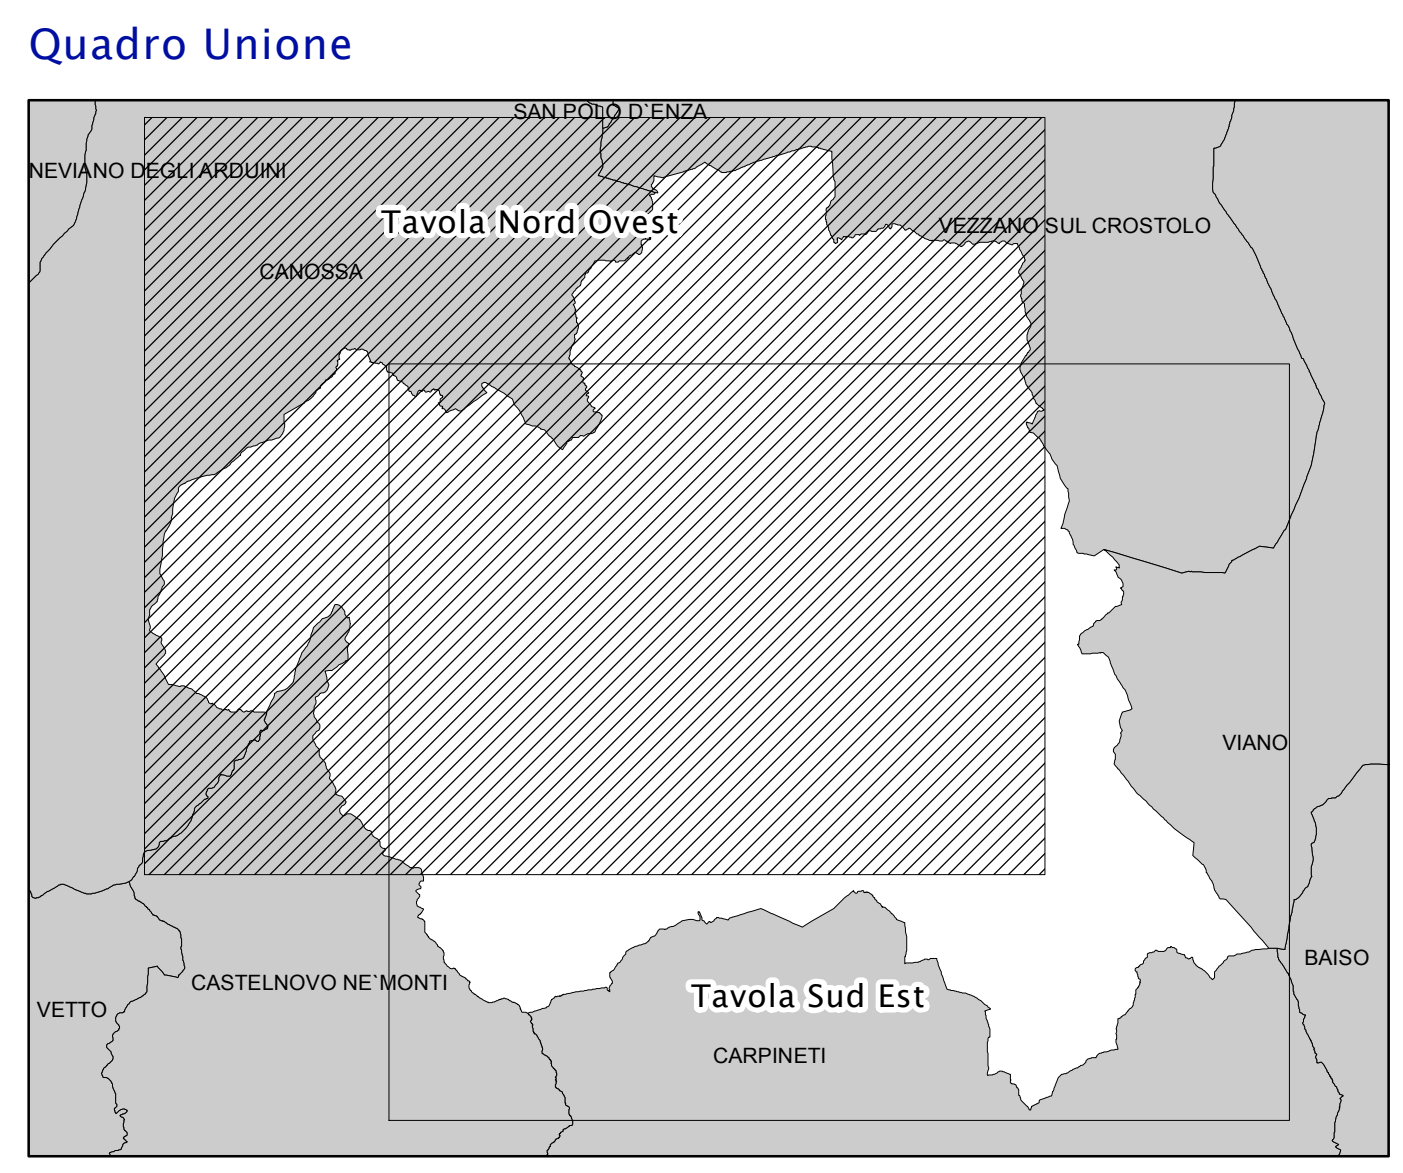 Quadro Unione
SAN POLO D`ENZA
NEVIANO DEGLI ARDUINI
Tavola Nord Ovest
VEZZANO SUL CROSTOLO
CANOSSA
VIANO
BAISO
CASTELNOVO NE`MONTI
Tavola Sud Est
VETTO
CARPINETI